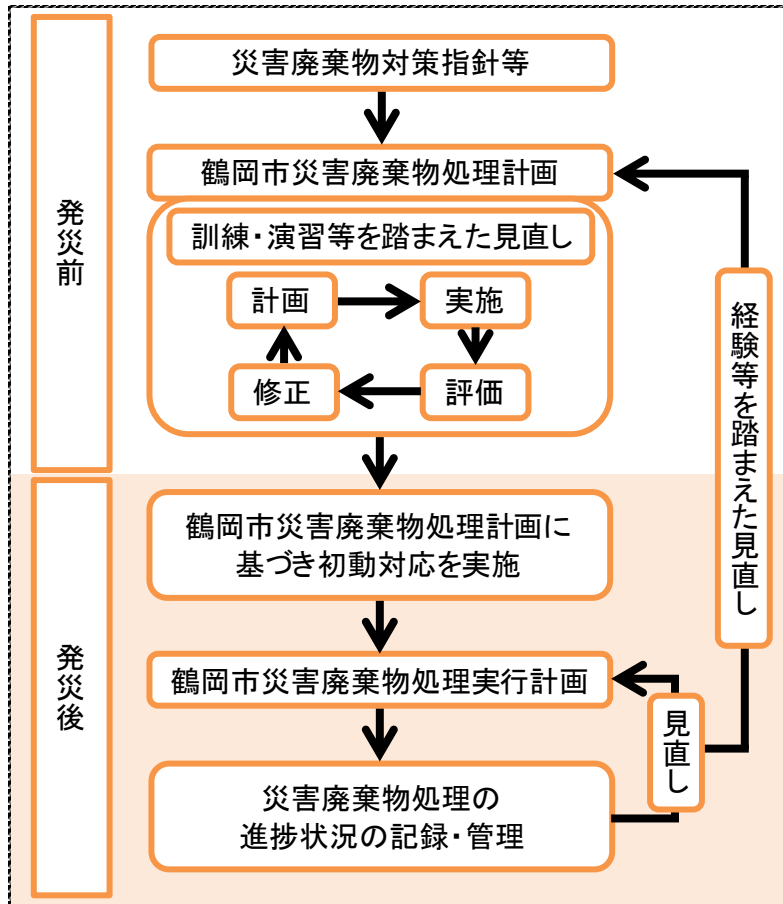 発災前
災害廃棄物対策指針等
鶴岡市災害廃棄物処理計画
訓練・演習等を踏まえた見直し
計画
実施
修正
評価
経験等を踏まえた見直し
発災後
鶴岡市災害廃棄物処理計画に
基づき初動対応を実施
鶴岡市災害廃棄物処理実行計画
見直し
災害廃棄物処理の
進捗状況の記録・管理